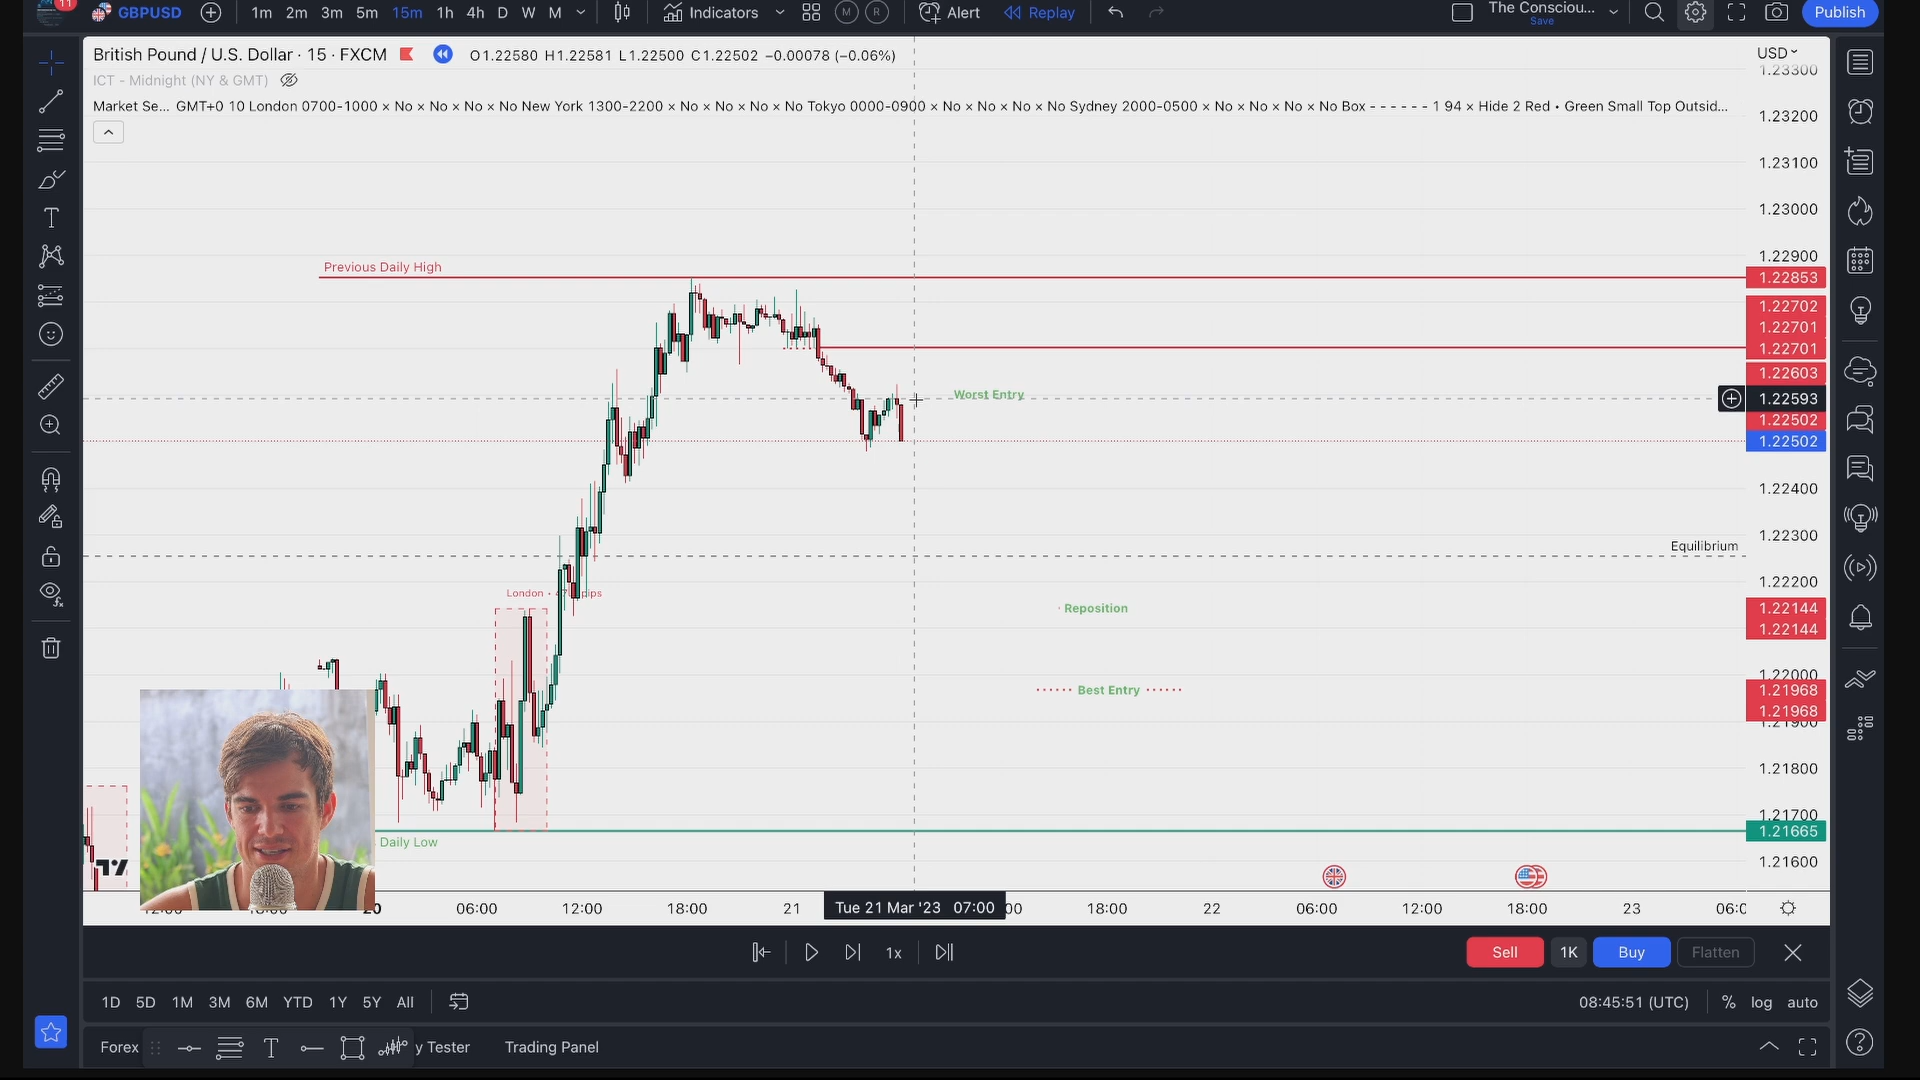 11
GBPUSD
1m 2m 3m 5m 15m 1h 4h D W M
Indicators
M R
Alert
Replay
The Consciou...
Save
Publish
British Pound / U.S. Dollar · 15 · FXCM
O1.22580 H1.22581 L1.22500 C1.22502 −0.00078 (−0.06%)
USD
ICT - Midnight (NY & GMT)
Market Se... GMT+0 10 London 0700-1000 × No × No × No × No New York 1300-2200 × No × No × No × No Tokyo 0000-0900 × No × No × No × No Sydney 2000-0500 × No × No × No × No Box - - - - - - 1 94 × Hide 2 Red • Green Small Top Outsid...
1.23300
1.23200
1.23100
1.23000
1.22900
Previous Daily High
1.22853
1.22702
1.22701
1.22701
1.22603
Worst Entry
1.22593
1.22502
1.22502
1.22400
1.22300
Equilibrium
1.22200
London
Reposition
1.22144
1.22144
1.22000
Best Entry
1.21968
1.21968
1.21900
1.21800
1.21700
1.21665
Daily Low
1.21600
06:00 12:00 18:00 21 Tue 21 Mar '23 07:00 18:00 22 06:00 12:00 18:00 23
1x
Sell 1K Buy Flatten
1D 5D 1M 3M 6M YTD 1Y 5Y All
08:45:51 (UTC) % log auto
Forex
y Tester
Trading Panel